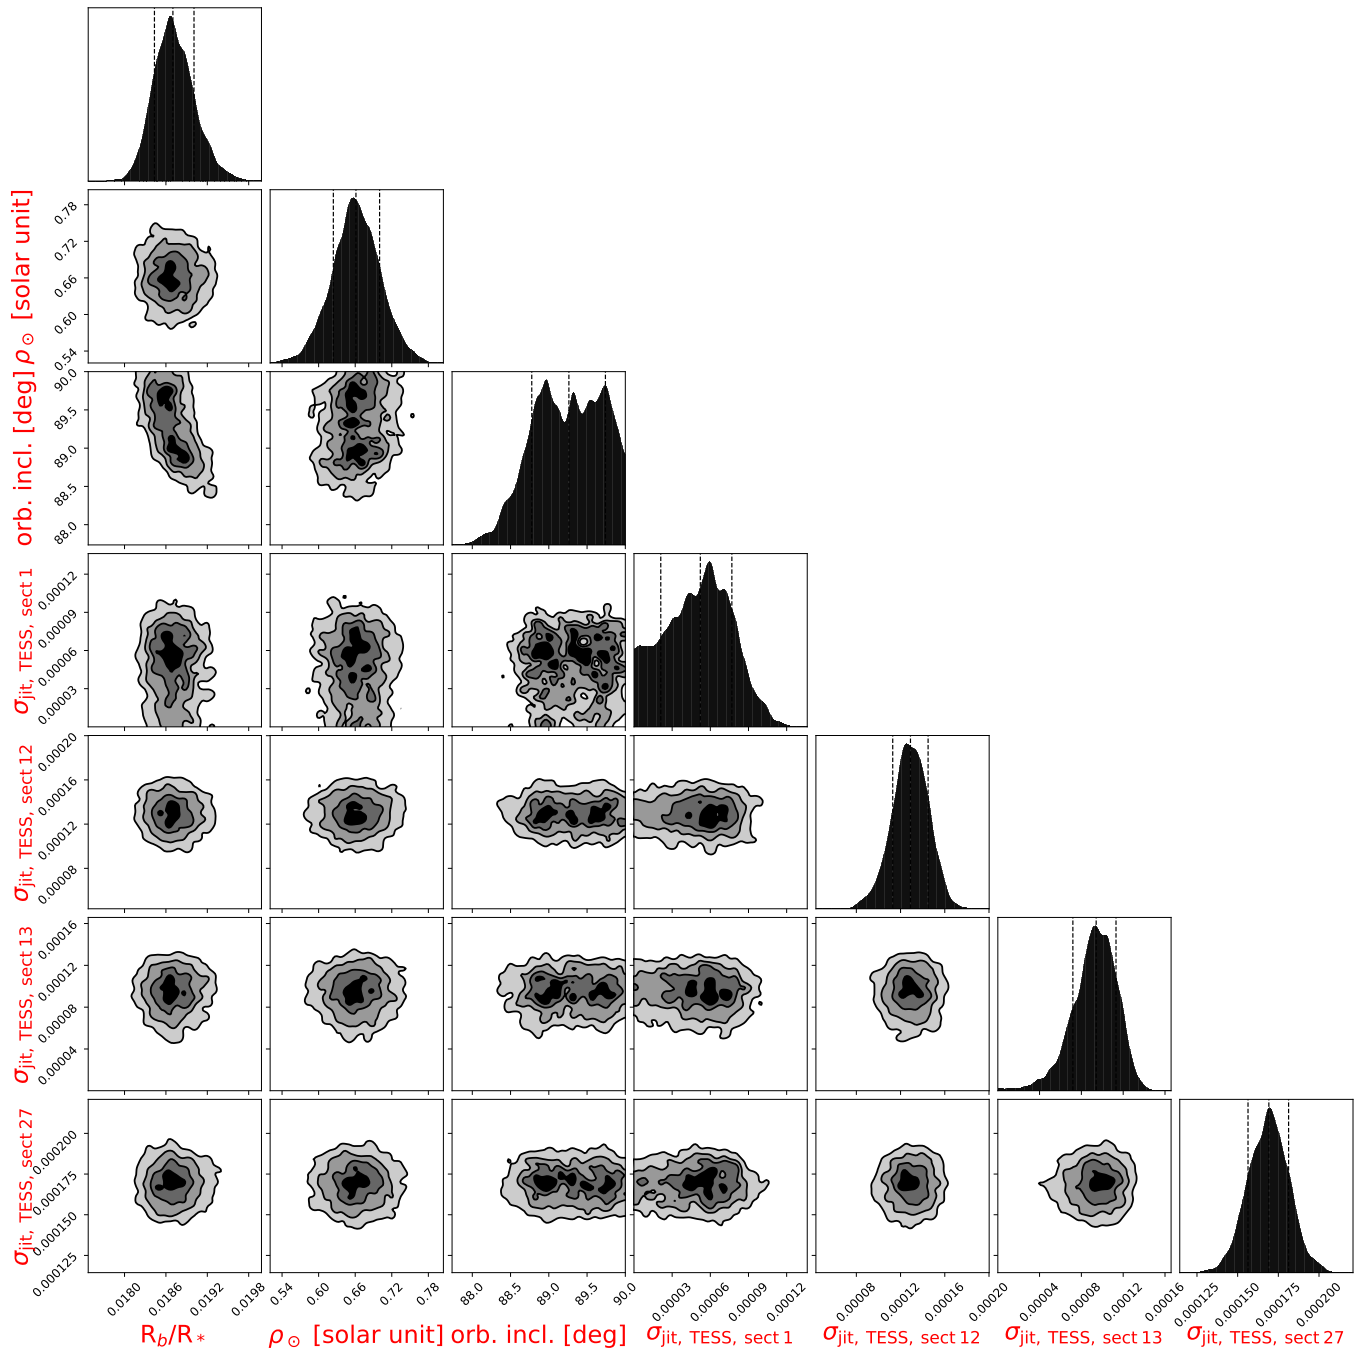 0.78
0.72
0.66
0.60
0.54
ρ⊙ [solar unit]
90.0
89.5
89.0
88.5
88.0
orb. incl. [deg]
0.00012
0.00009
0.00006
0.00003
σjit, TESS, sect 1
0.00020
0.00016
0.00012
0.00008
σjit, TESS, sect 12
0.00016
0.00012
0.00008
0.00004
σjit, TESS, sect 13
0.000200
0.000175
0.000150
0.000125
σjit, TESS, sect 27
0.0180 0.0186 0.0192 0.0198
0.54 0.60 0.66 0.72 0.78
88.0 88.5 89.0 89.5 90.0
0.00003 0.00006 0.00009 0.00012
0.00008 0.00012 0.00016 0.00020
0.00004 0.00008 0.00012 0.00016
0.000125 0.000150 0.000175 0.000200
Rb/R* ρ⊙ [solar unit] orb. incl. [deg] σjit, TESS, sect 1 σjit, TESS, sect 12 σjit, TESS, sect 13 σjit, TESS, sect 27